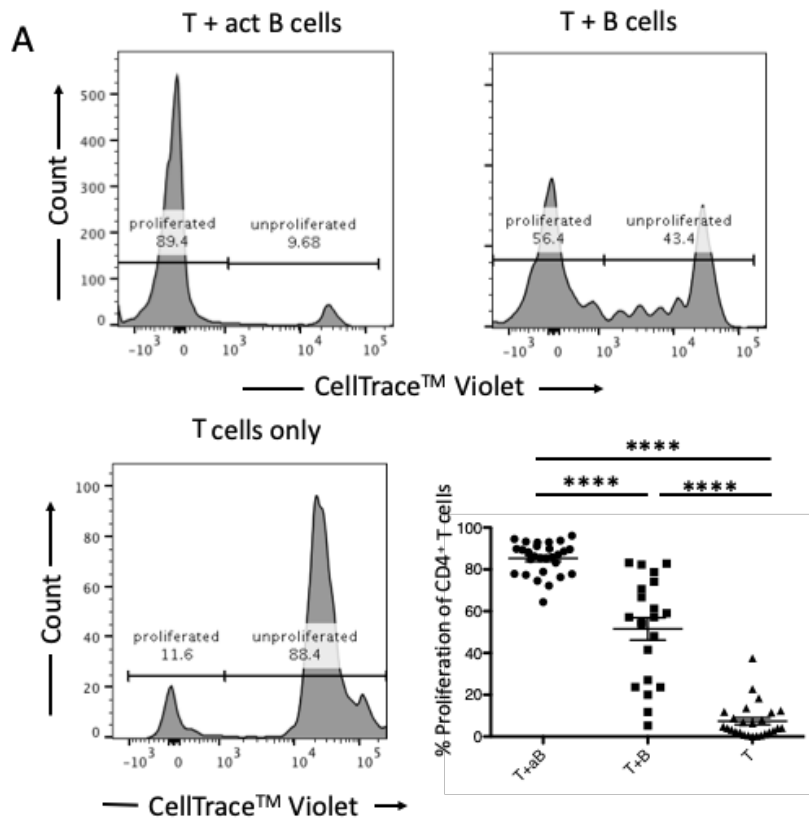 A
T + act B cells
T + B cells
Count
500
400
300
200
100
0
proliferated
89.4
unproliferated
9.68
-10³ 0 10³ 10⁴ 10⁵
proliferated
56.4
unproliferated
43.4
-10³ 0 10³ 10⁴ 10⁵
CellTrace™ Violet
T cells only
Count
100
80
60
40
20
0
proliferated
11.6
unproliferated
88.4
-10³ 0 10³ 10⁴ 10⁵
CellTrace™ Violet
****
**** ****
% Proliferation of CD4⁺ T cells
100
80
60
40
20
0
T+aB T+B T